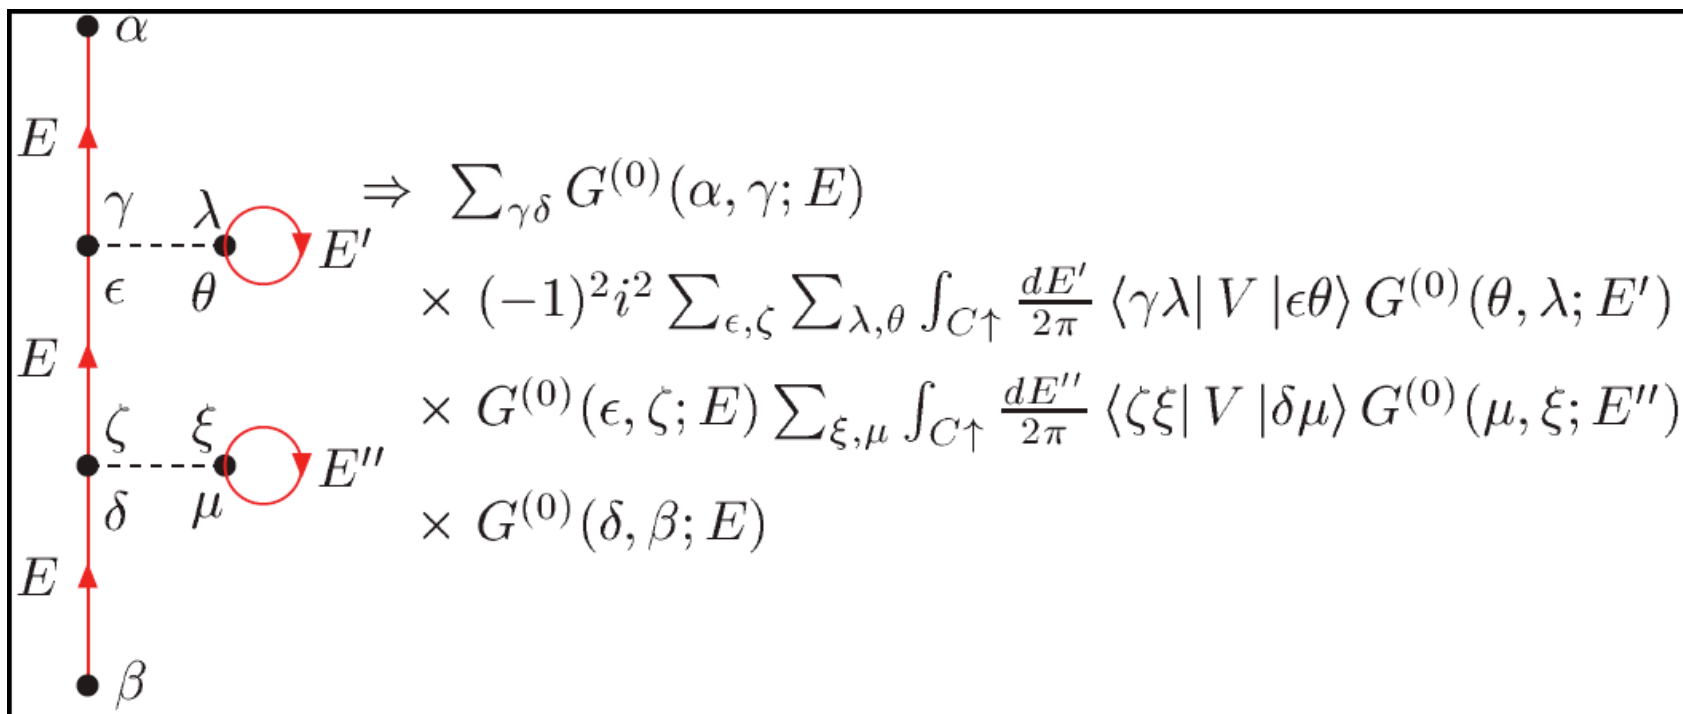 α
E
γ λ
ϵ θ
E′
E
ζ ξ
δ μ
E″
E
β
⇒ ∑_{γδ} G^{(0)}(α, γ; E)
× (−1)^2 i^2 ∑_{ϵ,ζ} ∑_{λ,θ} ∫_{C↑} dE′/2π ⟨γλ| V |ϵθ⟩ G^{(0)}(θ, λ; E′)
× G^{(0)}(ϵ, ζ; E) ∑_{ξ,μ} ∫_{C↑} dE″/2π ⟨ζξ| V |δμ⟩ G^{(0)}(μ, ξ; E″)
× G^{(0)}(δ, β; E)